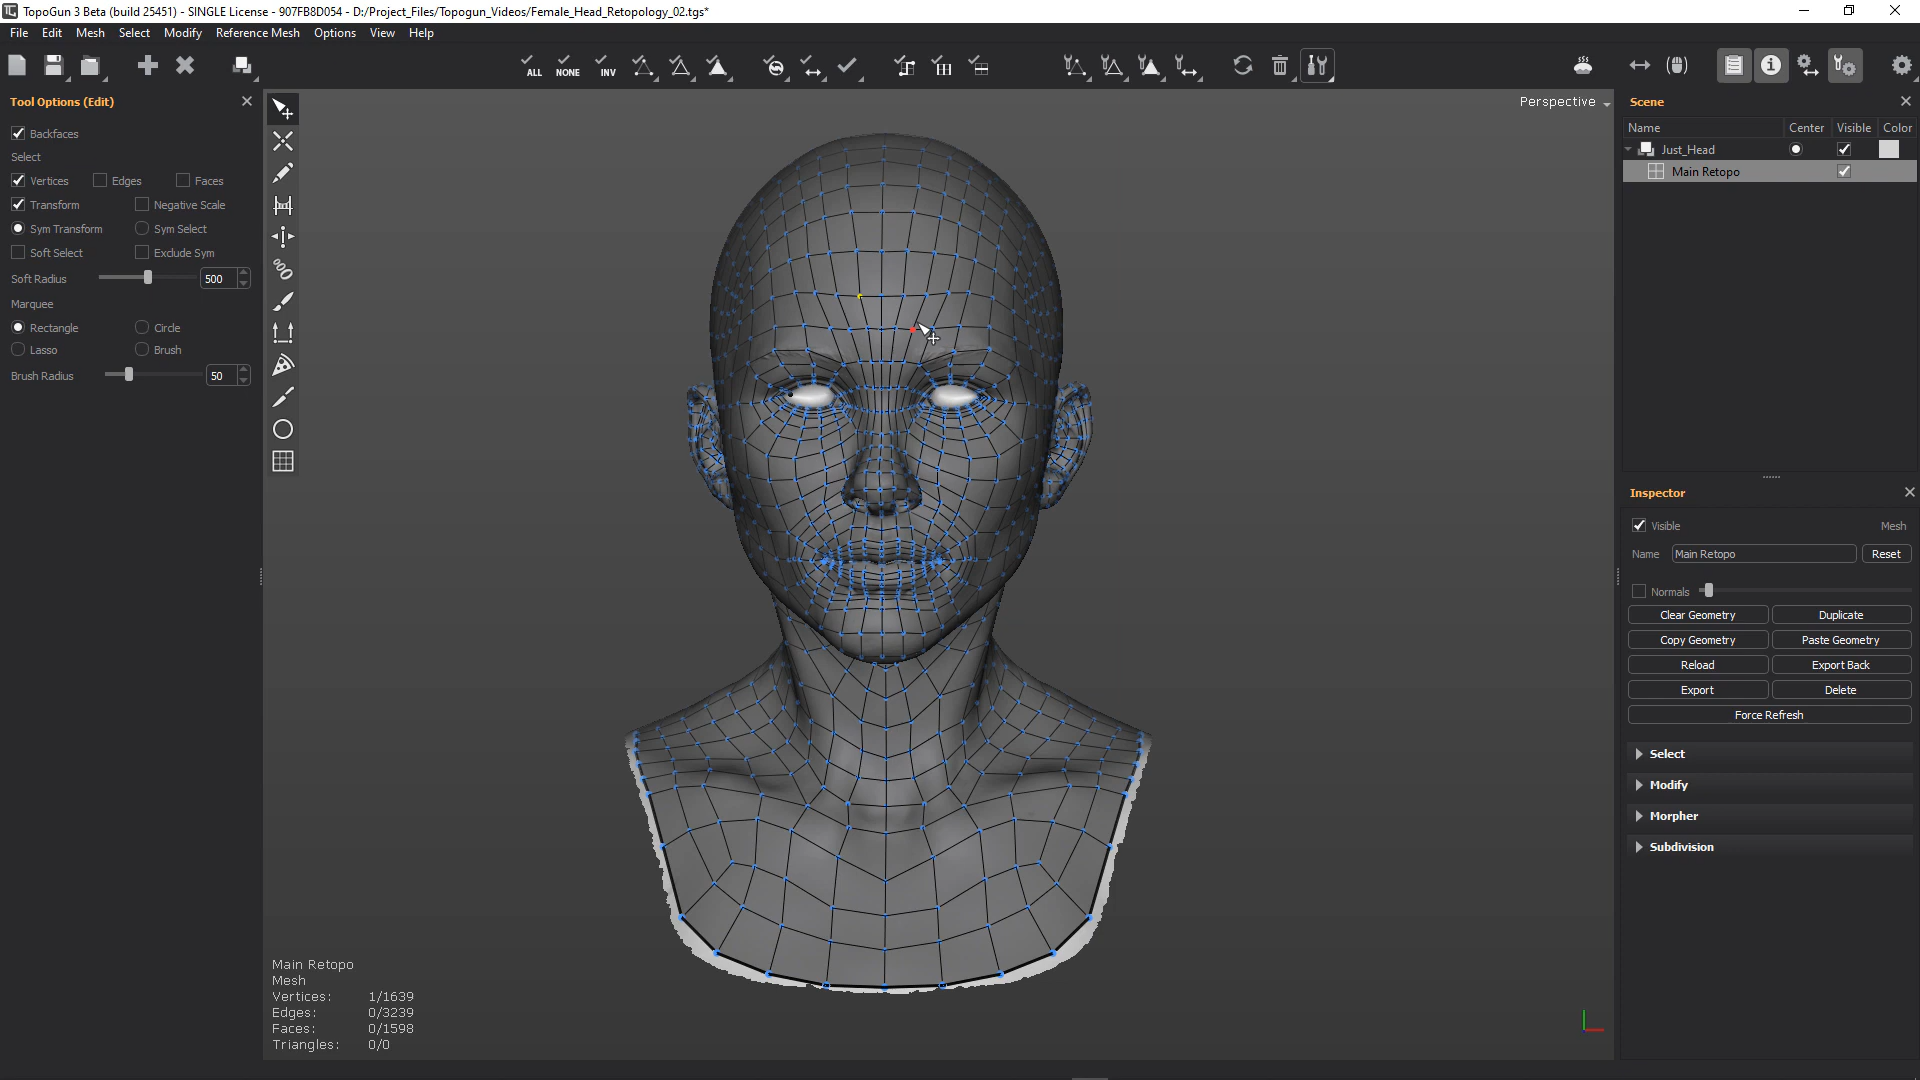 TopoGun 3 Beta (build 25451) - SINGLE License - 907FB8D054 - D:/Project_Files/Topogun_Videos/Female_Head_Retopology_02.tgs*
File Edit Mesh Select Modify Reference Mesh Options View Help
ALL NONE INV
Tool Options (Edit)
Backfaces
Select
Vertices Edges Faces
Transform Negative Scale
Sym Transform Sym Select
Soft Select Exclude Sym
Soft Radius 500
Marquee
Rectangle Circle
Lasso Brush
Brush Radius 50
Perspective
Main Retopo
Mesh
Vertices: 1/1639
Edges: 0/3239
Faces: 0/1598
Triangles: 0/0
Scene
Name Center Visible Color
Just_Head
Main Retopo
Inspector
Visible Mesh
Name Main Retopo Reset
Normals
Clear Geometry Duplicate
Copy Geometry Paste Geometry
Reload Export Back
Export Delete
Force Refresh
Select
Modify
Morpher
Subdivision